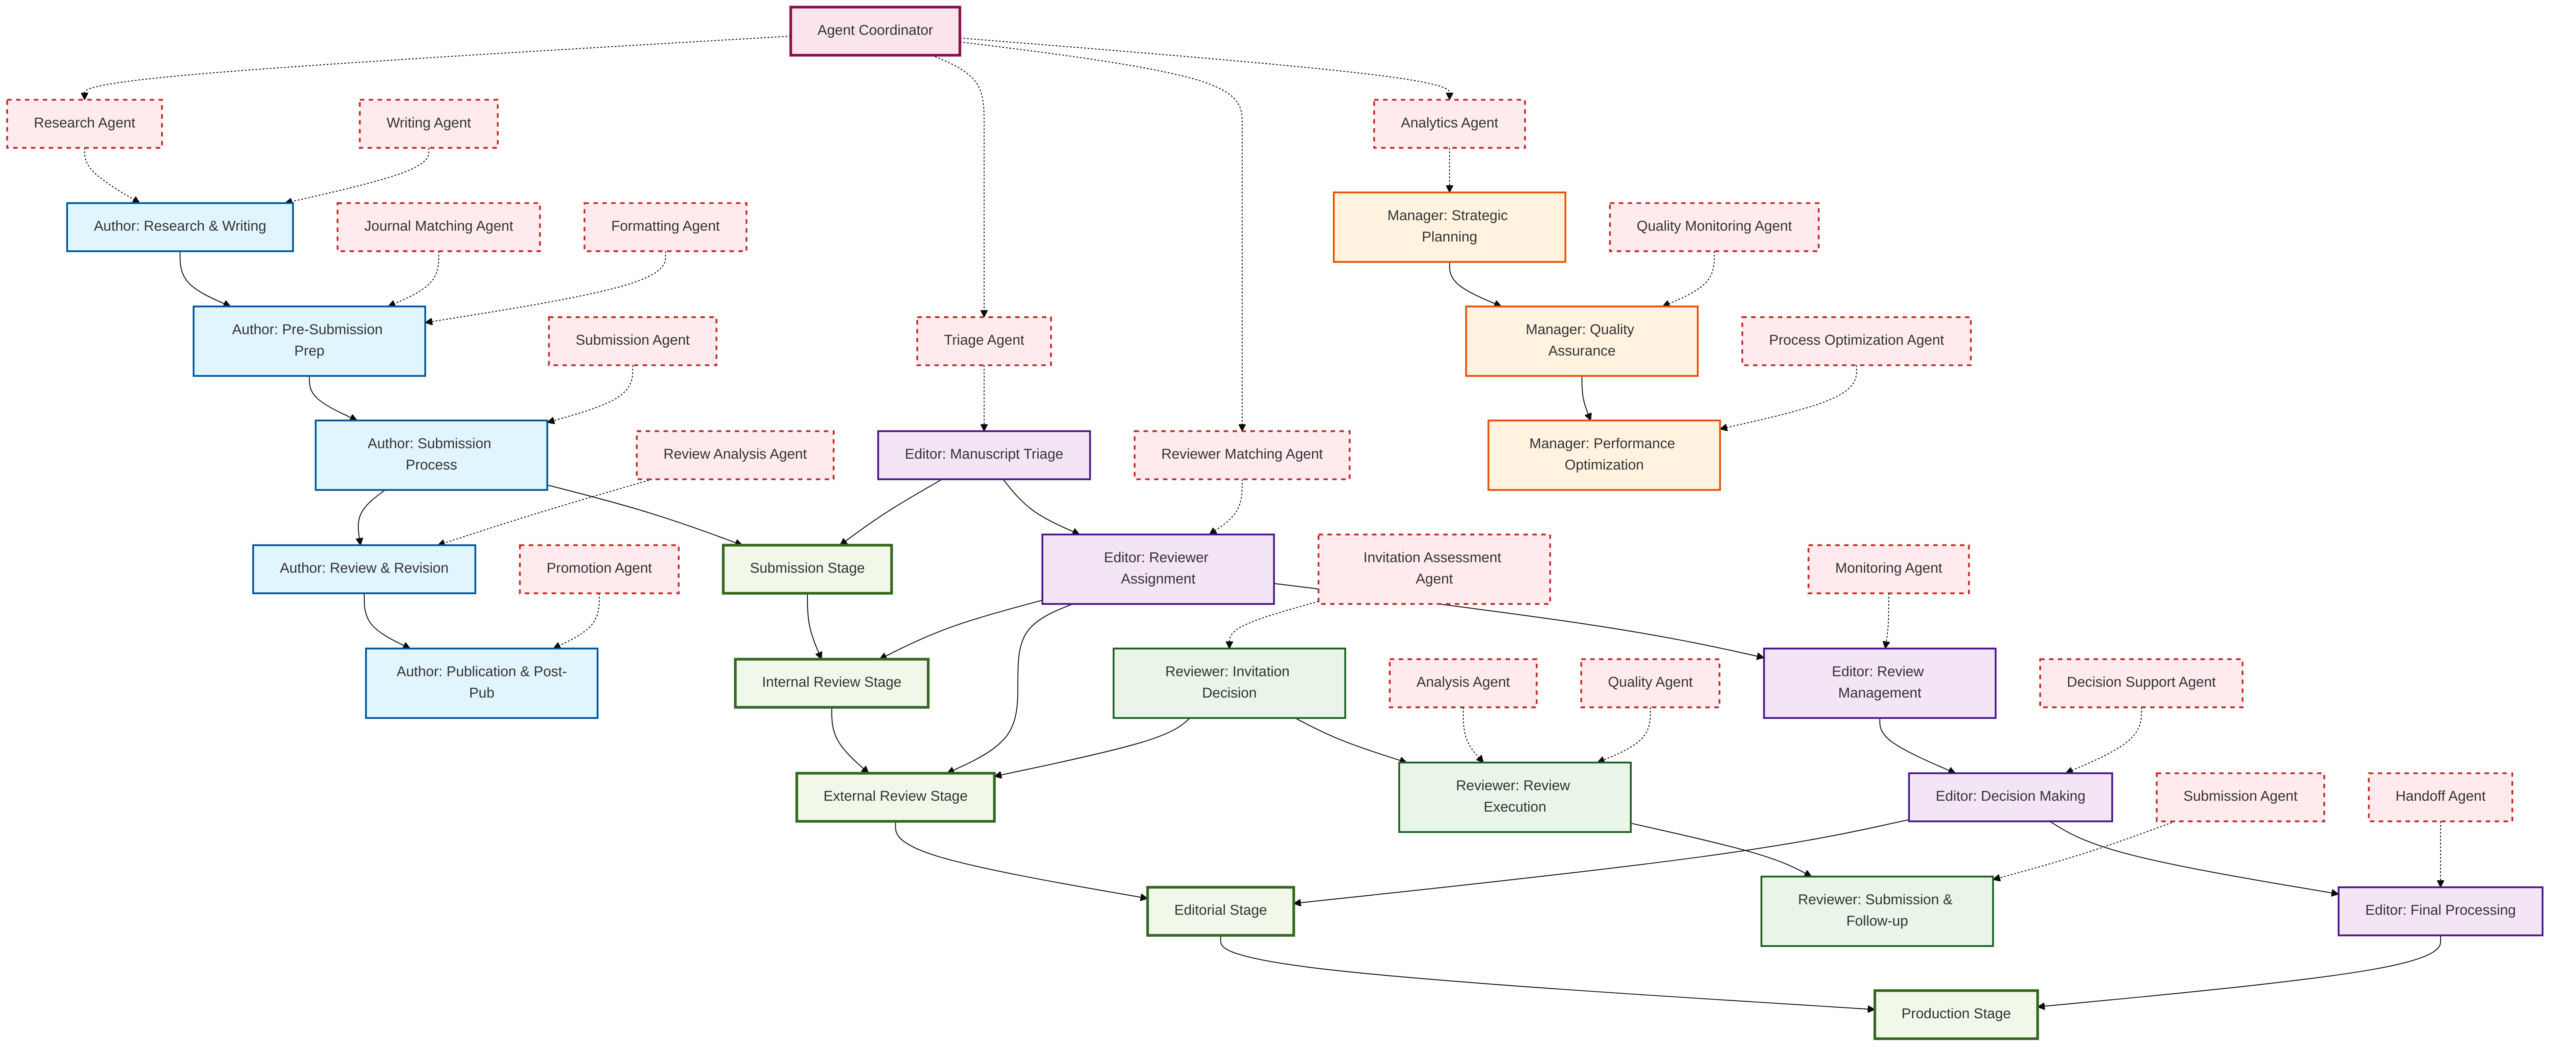 Agent Coordinator
Research Agent
Writing Agent
Analytics Agent
Author: Research & Writing
Journal Matching Agent
Formatting Agent
Manager: Strategic
Planning
Quality Monitoring Agent
Author: Pre-Submission
Prep
Submission Agent
Triage Agent
Manager: Quality
Assurance
Process Optimization Agent
Author: Submission
Process
Review Analysis Agent
Editor: Manuscript Triage
Reviewer Matching Agent
Manager: Performance
Optimization
Author: Review & Revision
Promotion Agent
Submission Stage
Editor: Reviewer
Assignment
Invitation Assessment
Agent
Monitoring Agent
Author: Publication & Post-
Pub
Internal Review Stage
Reviewer: Invitation
Decision
Analysis Agent
Quality Agent
Editor: Review
Management
Decision Support Agent
External Review Stage
Reviewer: Review
Execution
Editor: Decision Making
Submission Agent
Handoff Agent
Editorial Stage
Reviewer: Submission &
Follow-up
Editor: Final Processing
Production Stage